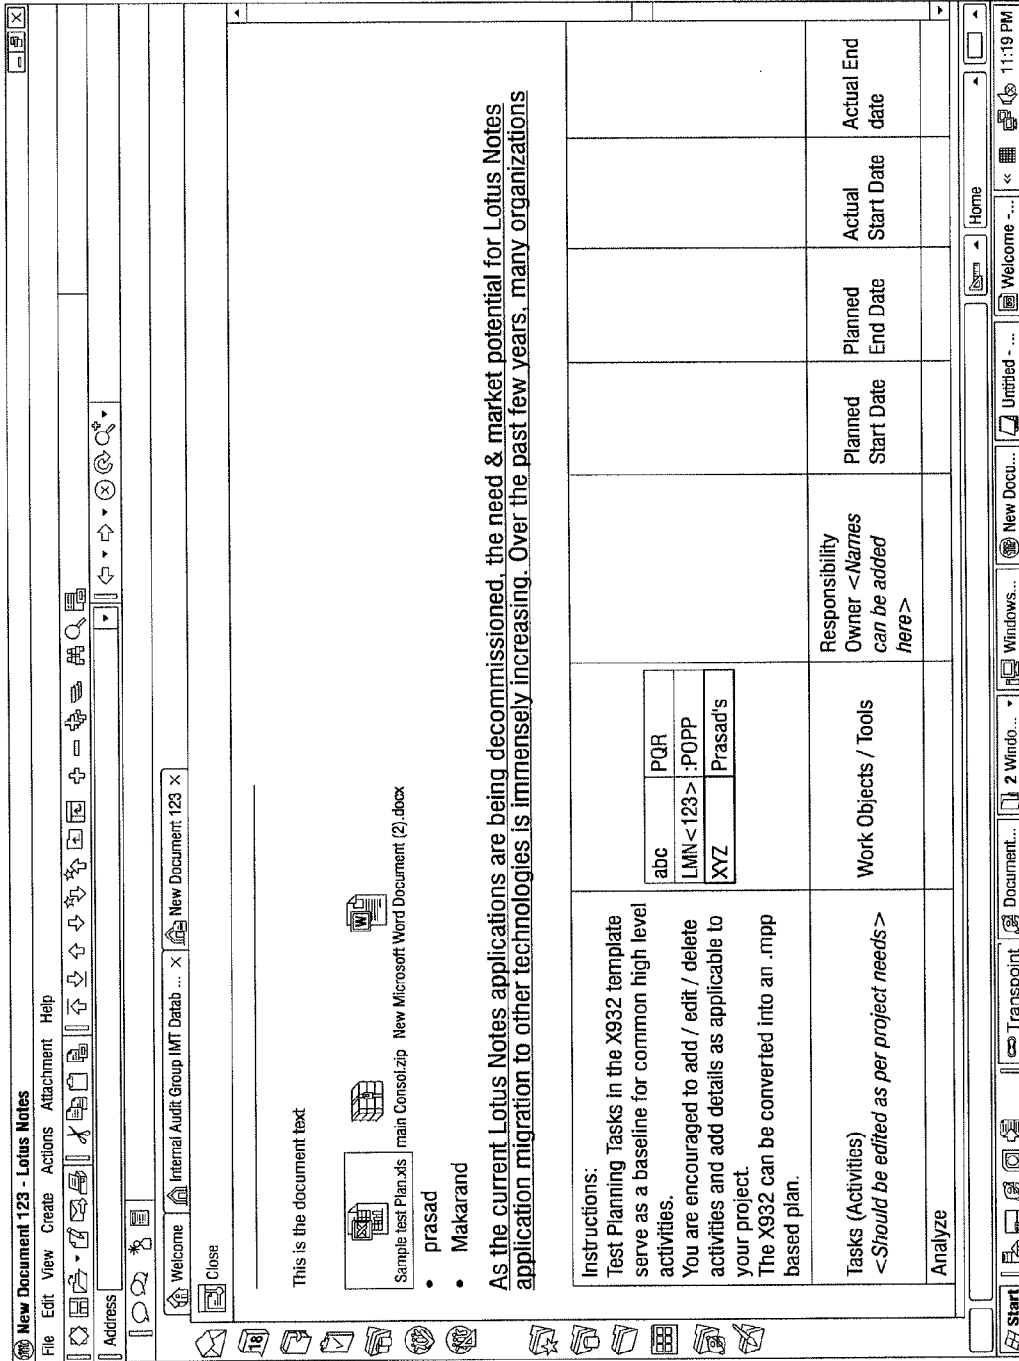 New Document 123 - Lotus Notes
File Edit View Create Actions Attachment Help
Address
Welcome Internal Audit Group IMT Datab ... × New Document 123 ×
Close
This is the document text
Sample test Plan.xls main Consol.zip New Microsoft Word Document (2).docx
• prasad
• Makarand
As the current Lotus Notes applications are being decommissioned, the need & market potential for Lotus Notes
application migration to other technologies is immensely increasing. Over the past few years, many organizations
Instructions:
Test Planning Tasks in the X932 template
serve as a baseline for common high level
activities.
You are encouraged to add / edit / delete
activities and add details as applicable to
your project.
The X932 can be converted into an .mpp
based plan.
abc PQR
LMN<123> :POPP
XYZ Prasad's
Tasks (Activities)
<Should be edited as per project needs>
Work Objects / Tools
Responsibility
Owner <Names
can be added
here>
Planned
Start Date
Planned
End Date
Actual
Start Date
Actual End
date
Analyze
18
Home
Start Transpoint Document... 2 Windo... Windows... New Docu... Untitled - ... Welcome -... « 11:19 PM